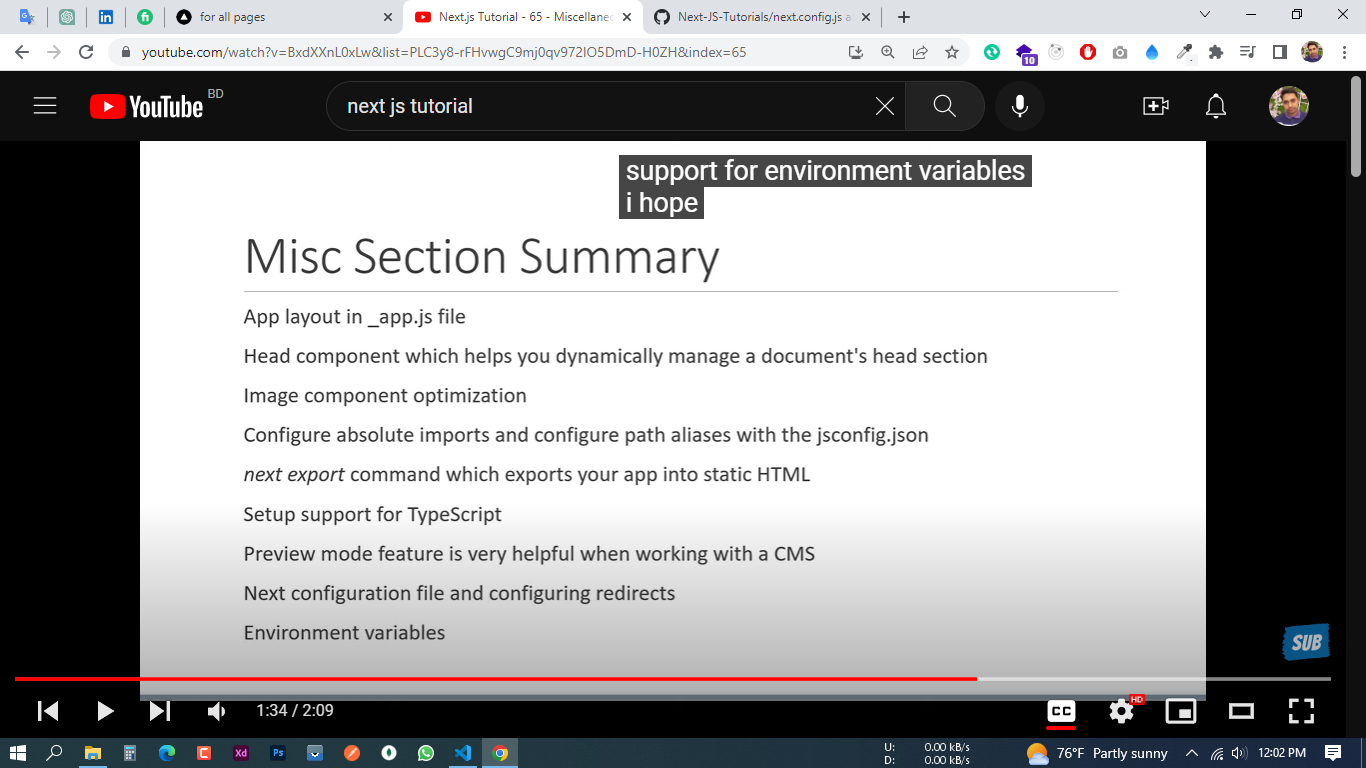 for all pages
Next.js Tutorial - 65 - Miscellaneo
Next-JS-Tutorials/next.config.js a
youtube.com/watch?v=BxdXXnL0xLw&list=PLC3y8-rFHvwgC9mj0qv972IO5DmD-H0ZH&index=65
10
YouTube BD
next js tutorial
support for environment variables
i hope
Misc Section Summary
App layout in _app.js file
Head component which helps you dynamically manage a document's head section
Image component optimization
Configure absolute imports and configure path aliases with the jsconfig.json
next export command which exports your app into static HTML
Setup support for TypeScript
Preview mode feature is very helpful when working with a CMS
Next configuration file and configuring redirects
Environment variables
SUB
1:34 / 2:09
CC
HD
Xd
Ps
U: 0.00 kB/s
D: 0.00 kB/s
76°F Partly sunny
12:02 PM